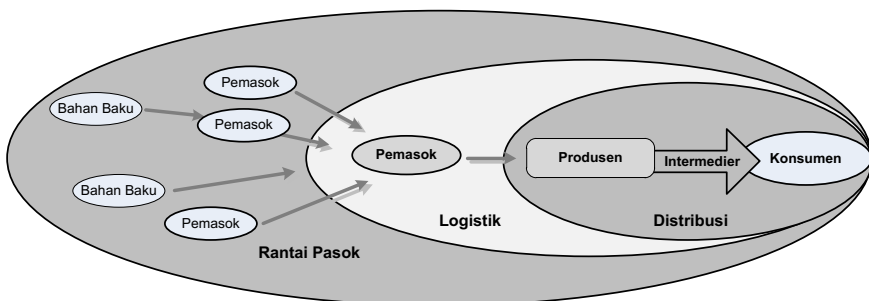 Pemasok
Bahan Baku
Pemasok
Pemasok
Produsen
Intermedier
Konsumen
Bahan Baku
Pemasok
Logistik
Distribusi
Rantai Pasok